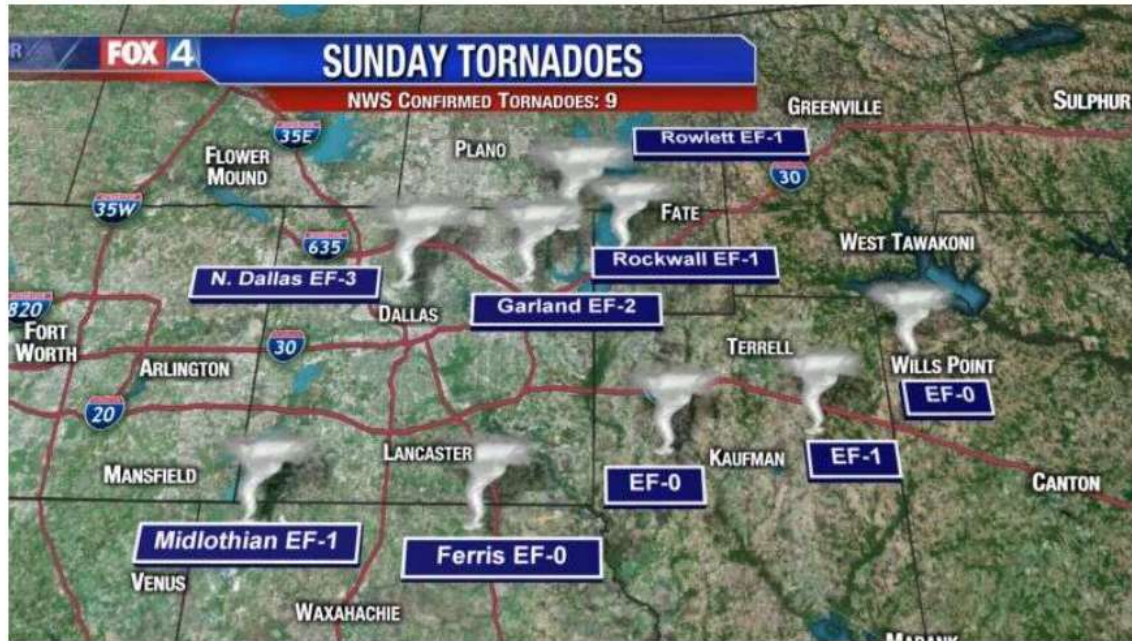 FOX 4
SUNDAY TORNADOES
NWS CONFIRMED TORNADOES: 9
GREENVILLE
SULPHUR
35E
PLANO
Rowlett EF-1
FLOWER
MOUND
30
35W
FATE
635
WEST TAWAKONI
N. Dallas EF-3
Rockwall EF-1
Garland EF-2
820
DALLAS
FORT
WORTH
30
TERRELL
ARLINGTON
WILLS POINT
EF-0
20
LANCASTER
MANSFIELD
KAUFMAN
EF-1
EF-0
CANTON
Midlothian EF-1
Ferris EF-0
VENUS
WAXAHACHIE